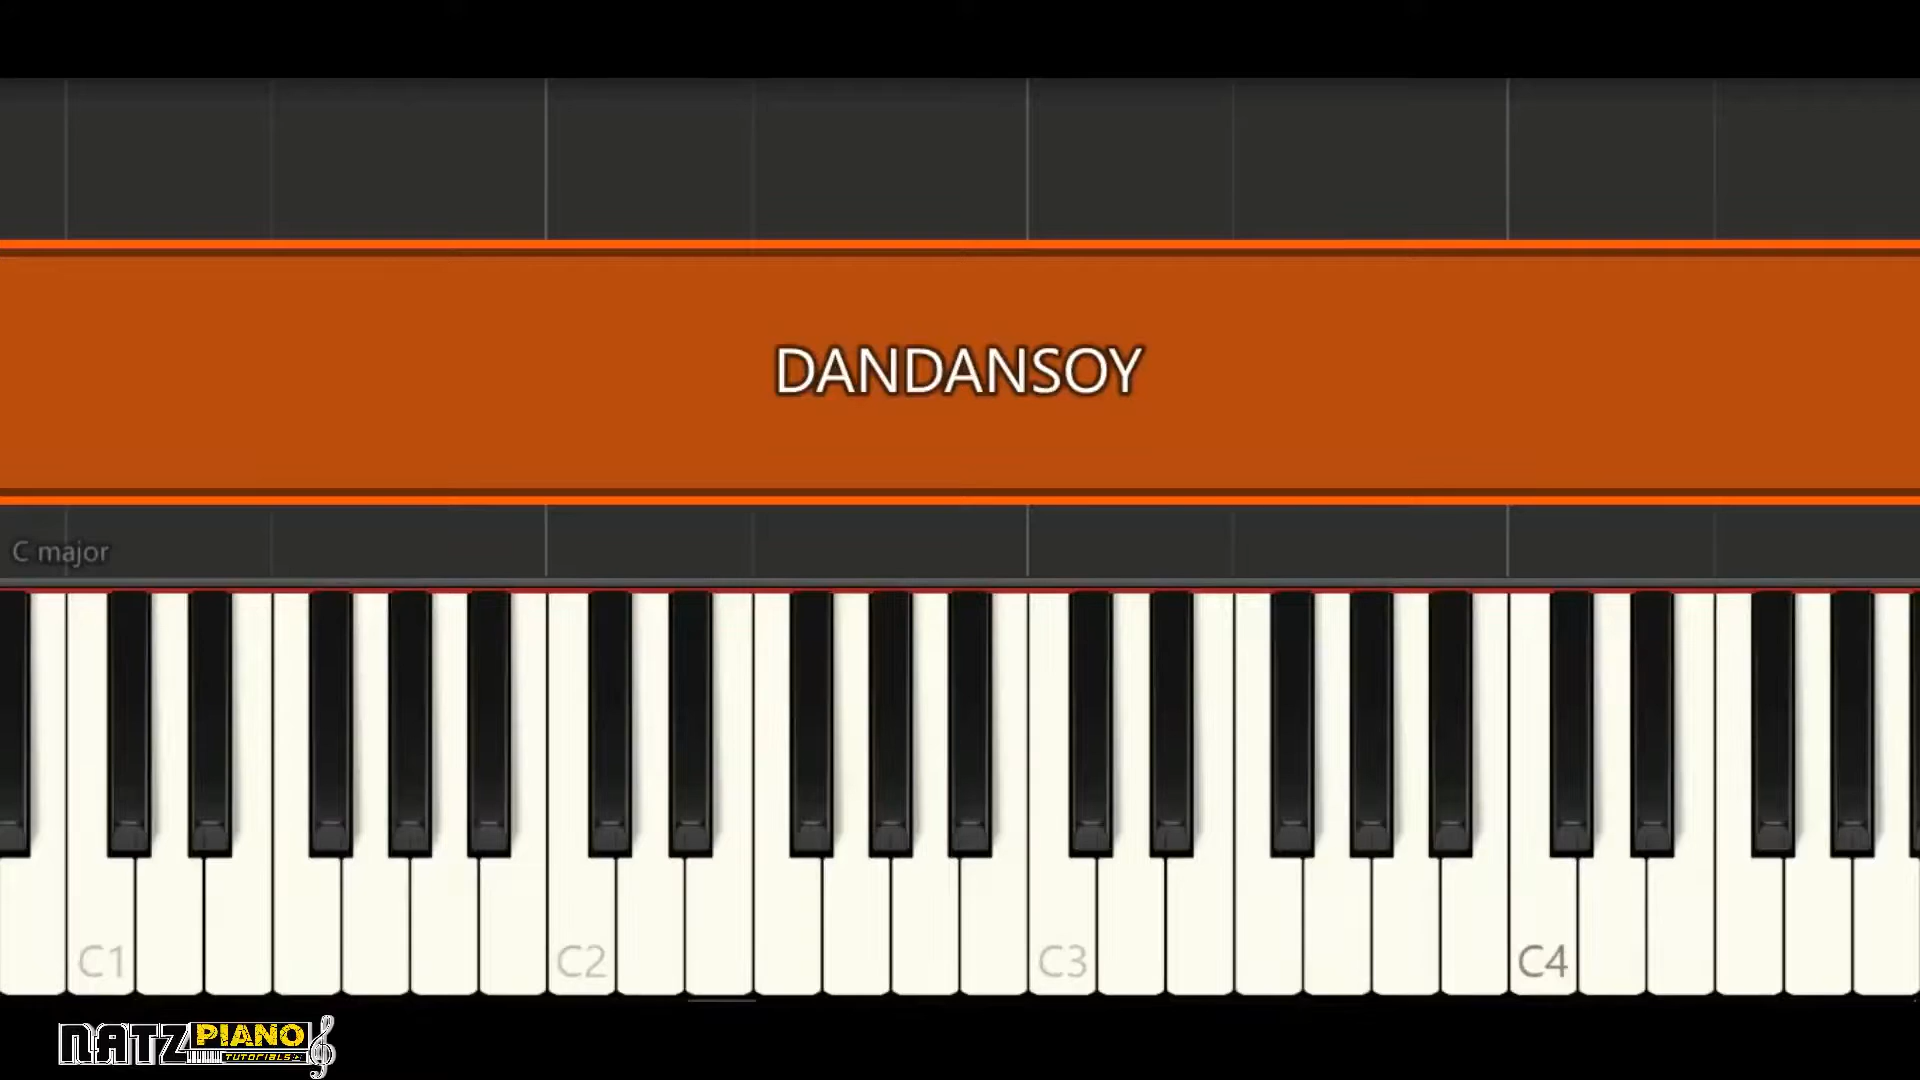 DANDANSOY
C major
C1 C2 C3 C4
NATZ PIANO
TUTORIALS